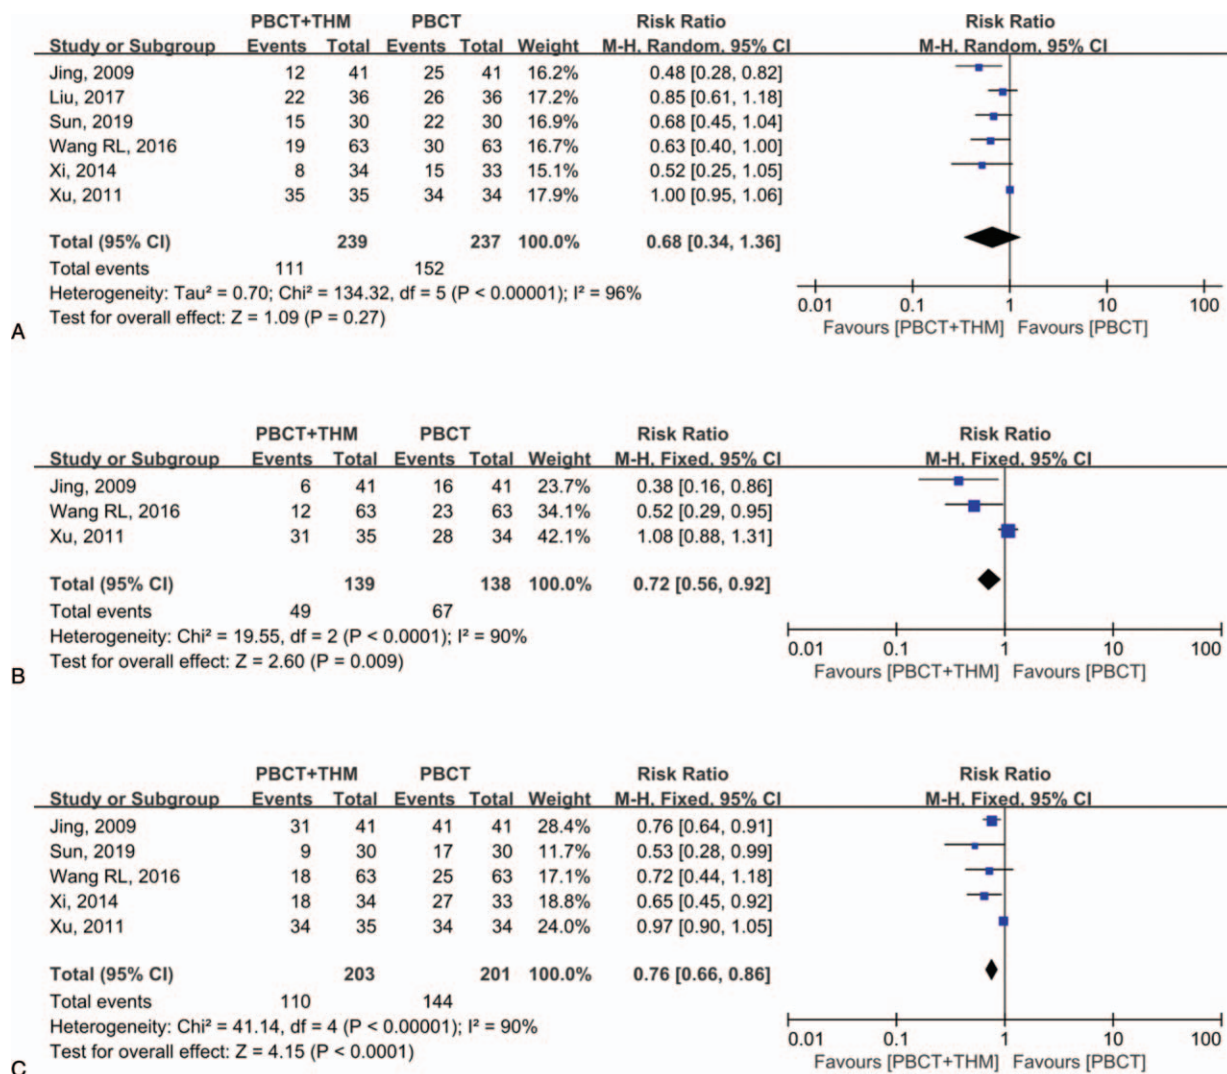 PBCT+THM PBCT Risk Ratio Risk Ratio
Study or Subgroup Events Total Events Total Weight M-H. Random. 95% CI M-H. Random. 95% CI
Jing, 2009 12 41 25 41 16.2% 0.48 [0.28, 0.82]
Liu, 2017 22 36 26 36 17.2% 0.85 [0.61, 1.18]
Sun, 2019 15 30 22 30 16.9% 0.68 [0.45, 1.04]
Wang RL, 2016 19 63 30 63 16.7% 0.63 [0.40, 1.00]
Xi, 2014 8 34 15 33 15.1% 0.52 [0.25, 1.05]
Xu, 2011 35 35 34 34 17.9% 1.00 [0.95, 1.06]
Total (95% CI) 239 237 100.0% 0.68 [0.34, 1.36]
Total events 111 152
Heterogeneity: Tau² = 0.70; Chi² = 134.32, df = 5 (P < 0.00001); I² = 96%
Test for overall effect: Z = 1.09 (P = 0.27)
0.01 0.1 1 10 100
Favours [PBCT+THM] Favours [PBCT]
A
PBCT+THM PBCT Risk Ratio Risk Ratio
Study or Subgroup Events Total Events Total Weight M-H. Fixed. 95% CI M-H. Fixed. 95% CI
Jing, 2009 6 41 16 41 23.7% 0.38 [0.16, 0.86]
Wang RL, 2016 12 63 23 63 34.1% 0.52 [0.29, 0.95]
Xu, 2011 31 35 28 34 42.1% 1.08 [0.88, 1.31]
Total (95% CI) 139 138 100.0% 0.72 [0.56, 0.92]
Total events 49 67
Heterogeneity: Chi² = 19.55, df = 2 (P < 0.0001); I² = 90%
Test for overall effect: Z = 2.60 (P = 0.009)
0.01 0.1 1 10 100
Favours [PBCT+THM] Favours [PBCT]
B
PBCT+THM PBCT Risk Ratio Risk Ratio
Study or Subgroup Events Total Events Total Weight M-H. Fixed. 95% CI M-H. Fixed. 95% CI
Jing, 2009 31 41 41 41 28.4% 0.76 [0.64, 0.91]
Sun, 2019 9 30 17 30 11.7% 0.53 [0.28, 0.99]
Wang RL, 2016 18 63 25 63 17.1% 0.72 [0.44, 1.18]
Xi, 2014 18 34 27 33 18.8% 0.65 [0.45, 0.92]
Xu, 2011 34 35 34 34 24.0% 0.97 [0.90, 1.05]
Total (95% CI) 203 201 100.0% 0.76 [0.66, 0.86]
Total events 110 144
Heterogeneity: Chi² = 41.14, df = 4 (P < 0.00001); I² = 90%
Test for overall effect: Z = 4.15 (P < 0.0001)
0.01 0.1 1 10 100
Favours [PBCT+THM] Favours [PBCT]
C